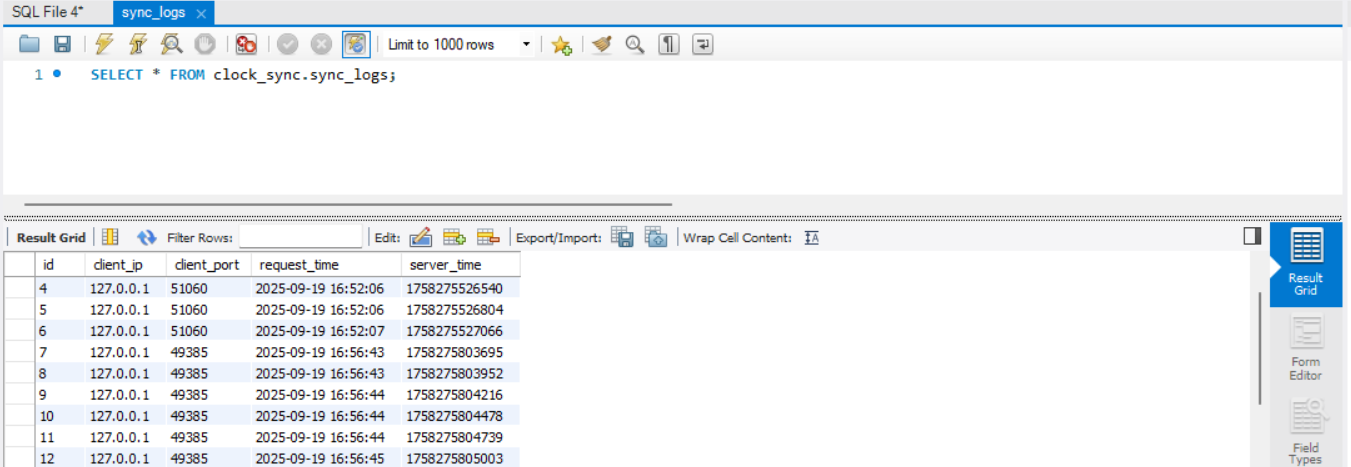 SQL File 4* sync_logs ×
Limit to 1000 rows
1 SELECT * FROM clock_sync.sync_logs;
Result Grid Filter Rows: Edit: Export/Import: Wrap Cell Content:
id client_ip client_port request_time server_time
4 127.0.0.1 51060 2025-09-19 16:52:06 1758275526540
5 127.0.0.1 51060 2025-09-19 16:52:06 1758275526804
6 127.0.0.1 51060 2025-09-19 16:52:07 1758275527066
7 127.0.0.1 49385 2025-09-19 16:56:43 1758275803695
8 127.0.0.1 49385 2025-09-19 16:56:43 1758275803952
9 127.0.0.1 49385 2025-09-19 16:56:44 1758275804216
10 127.0.0.1 49385 2025-09-19 16:56:44 1758275804478
11 127.0.0.1 49385 2025-09-19 16:56:44 1758275804739
12 127.0.0.1 49385 2025-09-19 16:56:45 1758275805003
Result
Grid
Form
Editor
Field
Types